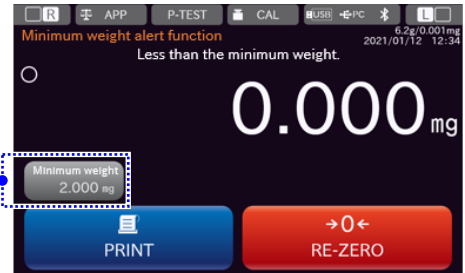 R APP P-TEST CAL USB PC L
Minimum weight alert function
6.2g/0.001mg
2021/01/12 12:34
Less than the minimum weight.
0.000 mg
Minimum weight
2.000 mg
PRINT
→0←
RE-ZERO